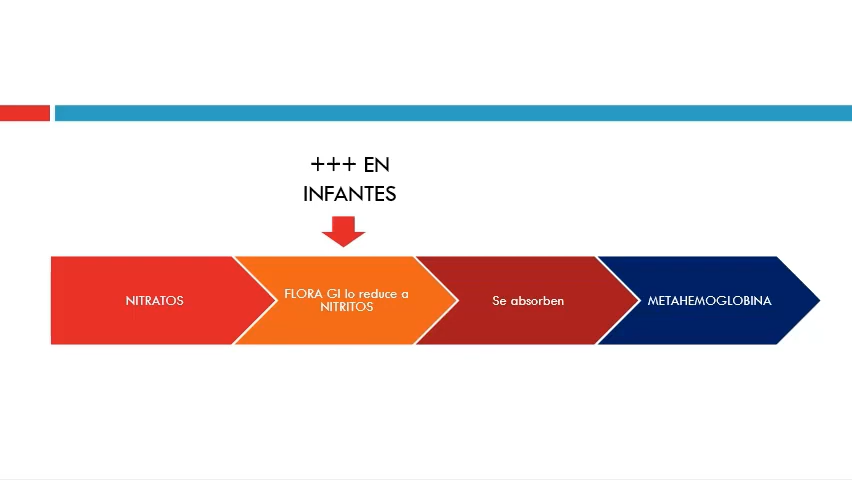 +++ EN
INFANTES
NITRATOS
FLORA GI lo reduce a
NITRITOS
Se absorben
METAHEMOGLOBINA